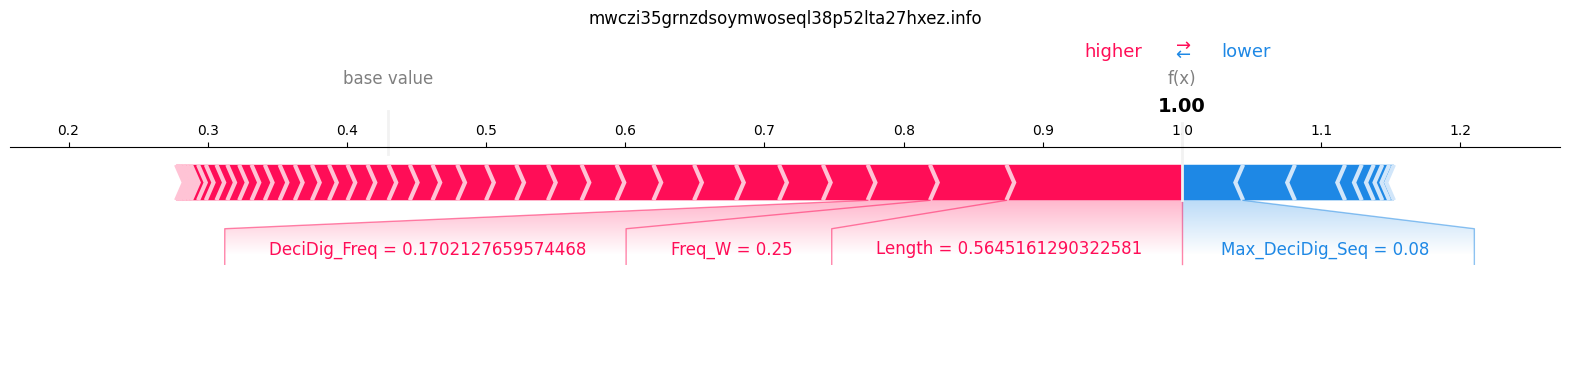 mwczi35grnzdsoymwoseql38p52lta27hxez.info
higher ⇄ lower
base value f(x)
1.00
0.2 0.3 0.4 0.5 0.6 0.7 0.8 0.9 1.0 1.1 1.2
DeciDig_Freq = 0.1702127659574468 Freq_W = 0.25 Length = 0.5645161290322581 Max_DeciDig_Seq = 0.08